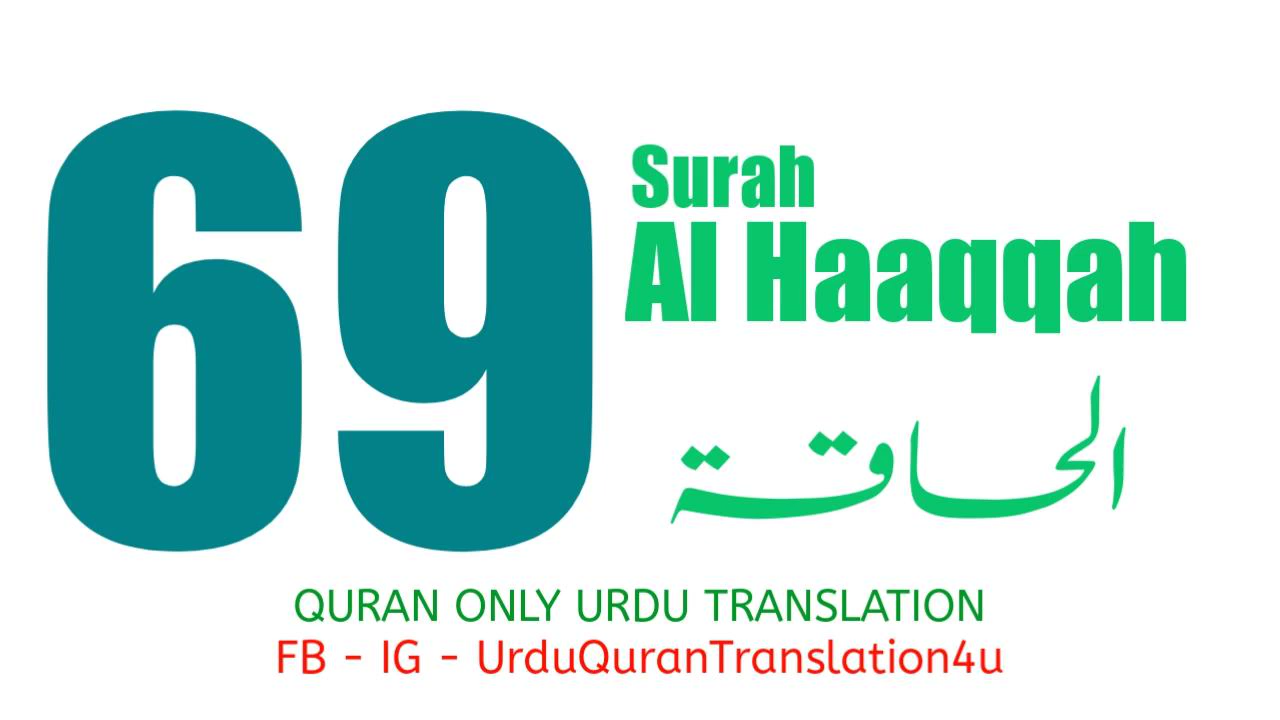 69
Surah
Al Haaqqah
الحاقة
QURAN ONLY URDU TRANSLATION
FB - IG - UrduQuranTranslation4u